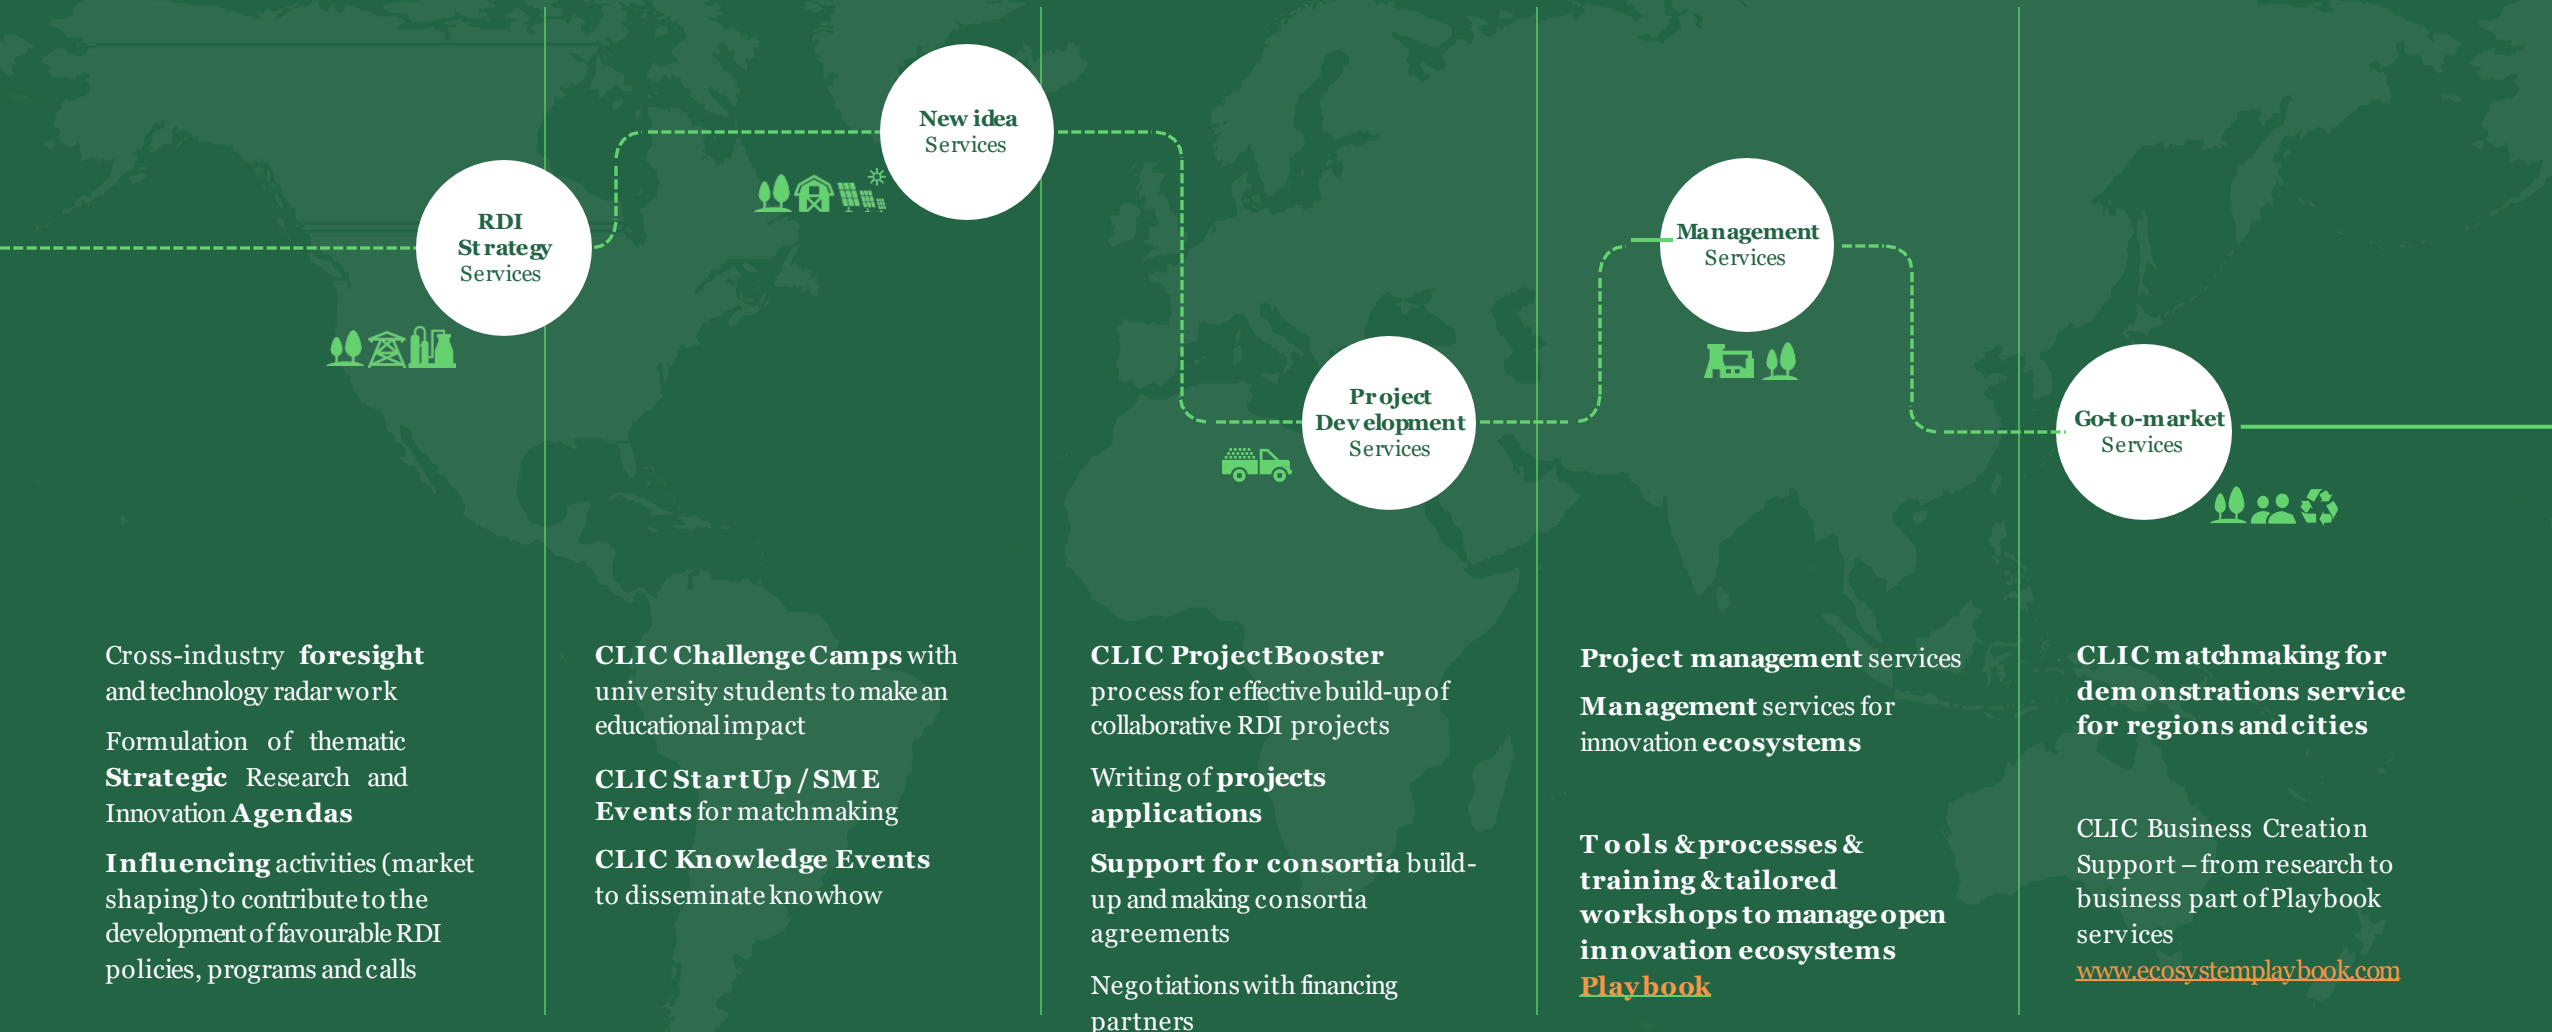 New idea
Services
RDI
Strategy
Services
Management
Services
Project
Development
Services
Go-to-market
Services
Cross-industry foresight
and technology radar work
Formulation of thematic
Strategic Research and
Innovation Agendas
Influencing activities (market
shaping) to contribute to the
development of favourable RDI
policies, programs and calls
CLIC Challenge Camps with
university students to make an
educational impact
CLIC StartUp / SME
Events for matchmaking
CLIC Knowledge Events
to disseminate knowhow
CLIC ProjectBooster
process for effective build-up of
collaborative RDI projects
Writing of projects
applications
Support for consortia build-
up and making consortia
agreements
Negotiations with financing
partners
Project management services
Management services for
innovation ecosystems
Tools & processes &
training & tailored
workshops to manage open
innovation ecosystems
Playbook
CLIC matchmaking for
demonstrations service
for regions and cities
CLIC Business Creation
Support – from research to
business part of Playbook
services
www.ecosystemplaybook.com